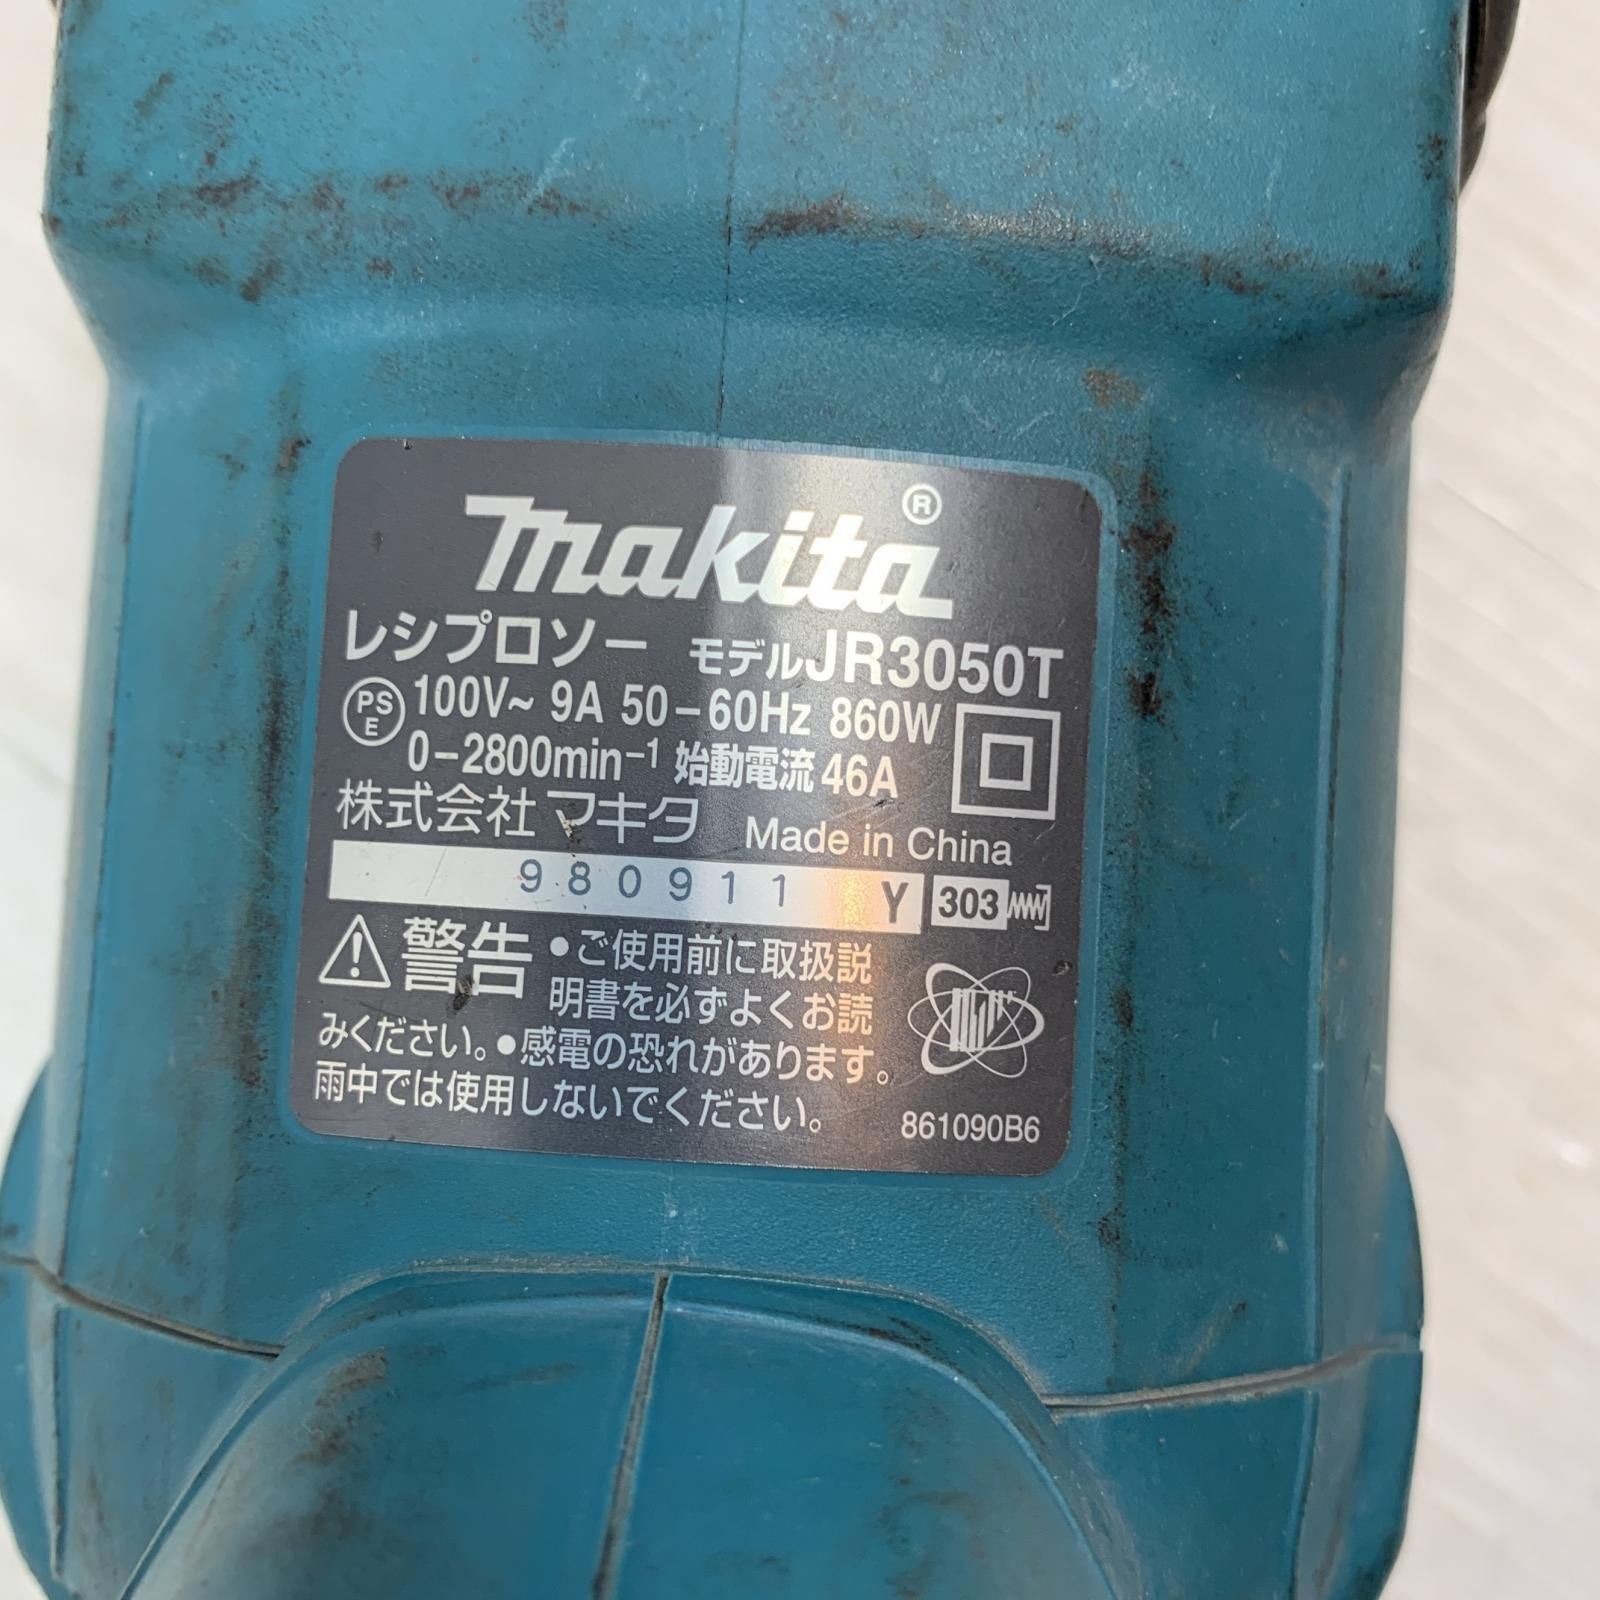 makita®
レシプロソー モデルJR3050T
PS E 100V~ 9A 50-60Hz 860W
0-2800min⁻¹ 始動電流 46A
株式会社マキタ Made in China
980911 Y 303
警告 ●ご使用前に取扱説
明書を必ずよくお読
みください。●感電の恐れがあります。
雨中では使用しないでください。
861090B6